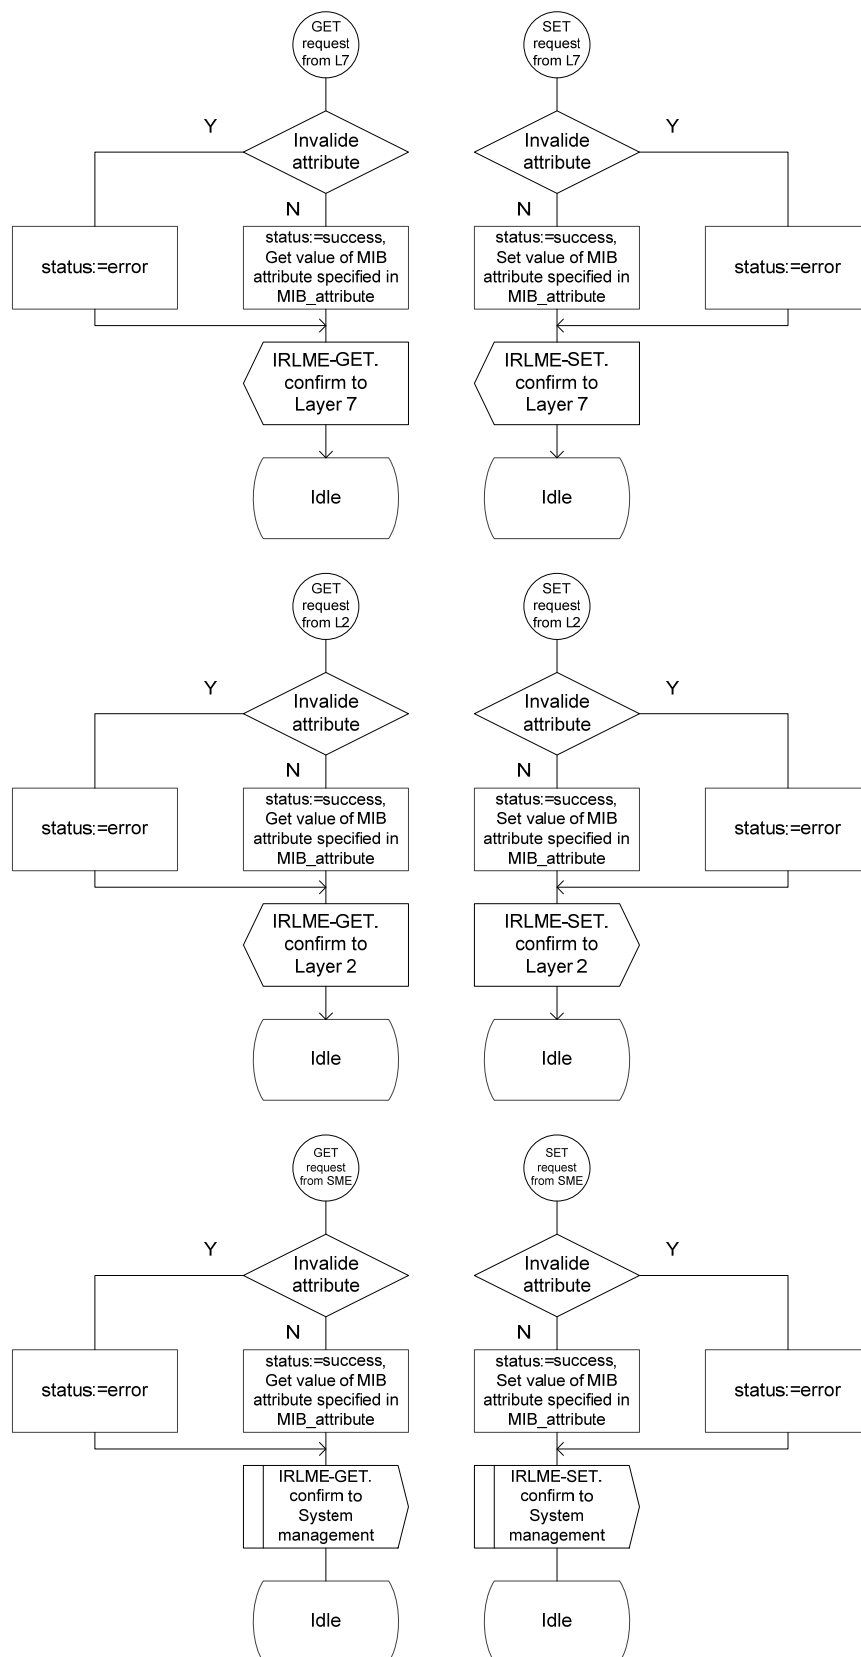 GET
request
from L7
Y
Invalide
attribute
N
status:=error
status:=success,
Get value of MIB
attribute specified in
MIB_attribute
IRLME-GET.
confirm to
Layer 7
Idle
SET
request
from L7
Y
Invalide
attribute
N
status:=success,
Set value of MIB
attribute specified in
MIB_attribute
status:=error
IRLME-SET.
confirm to
Layer 7
Idle
GET
request
from L2
Y
Invalide
attribute
N
status:=error
status:=success,
Get value of MIB
attribute specified in
MIB_attribute
IRLME-GET.
confirm to
Layer 2
Idle
SET
request
from L2
Y
Invalide
attribute
N
status:=success,
Set value of MIB
attribute specified in
MIB_attribute
status:=error
IRLME-SET.
confirm to
Layer 2
Idle
GET
request
from SME
Y
Invalide
attribute
N
status:=error
status:=success,
Get value of MIB
attribute specified in
MIB_attribute
IRLME-GET.
confirm to
System
management
Idle
SET
request
from SME
Y
Invalide
attribute
N
status:=success,
Set value of MIB
attribute specified in
MIB_attribute
status:=error
IRLME-SET.
confirm to
System
management
Idle